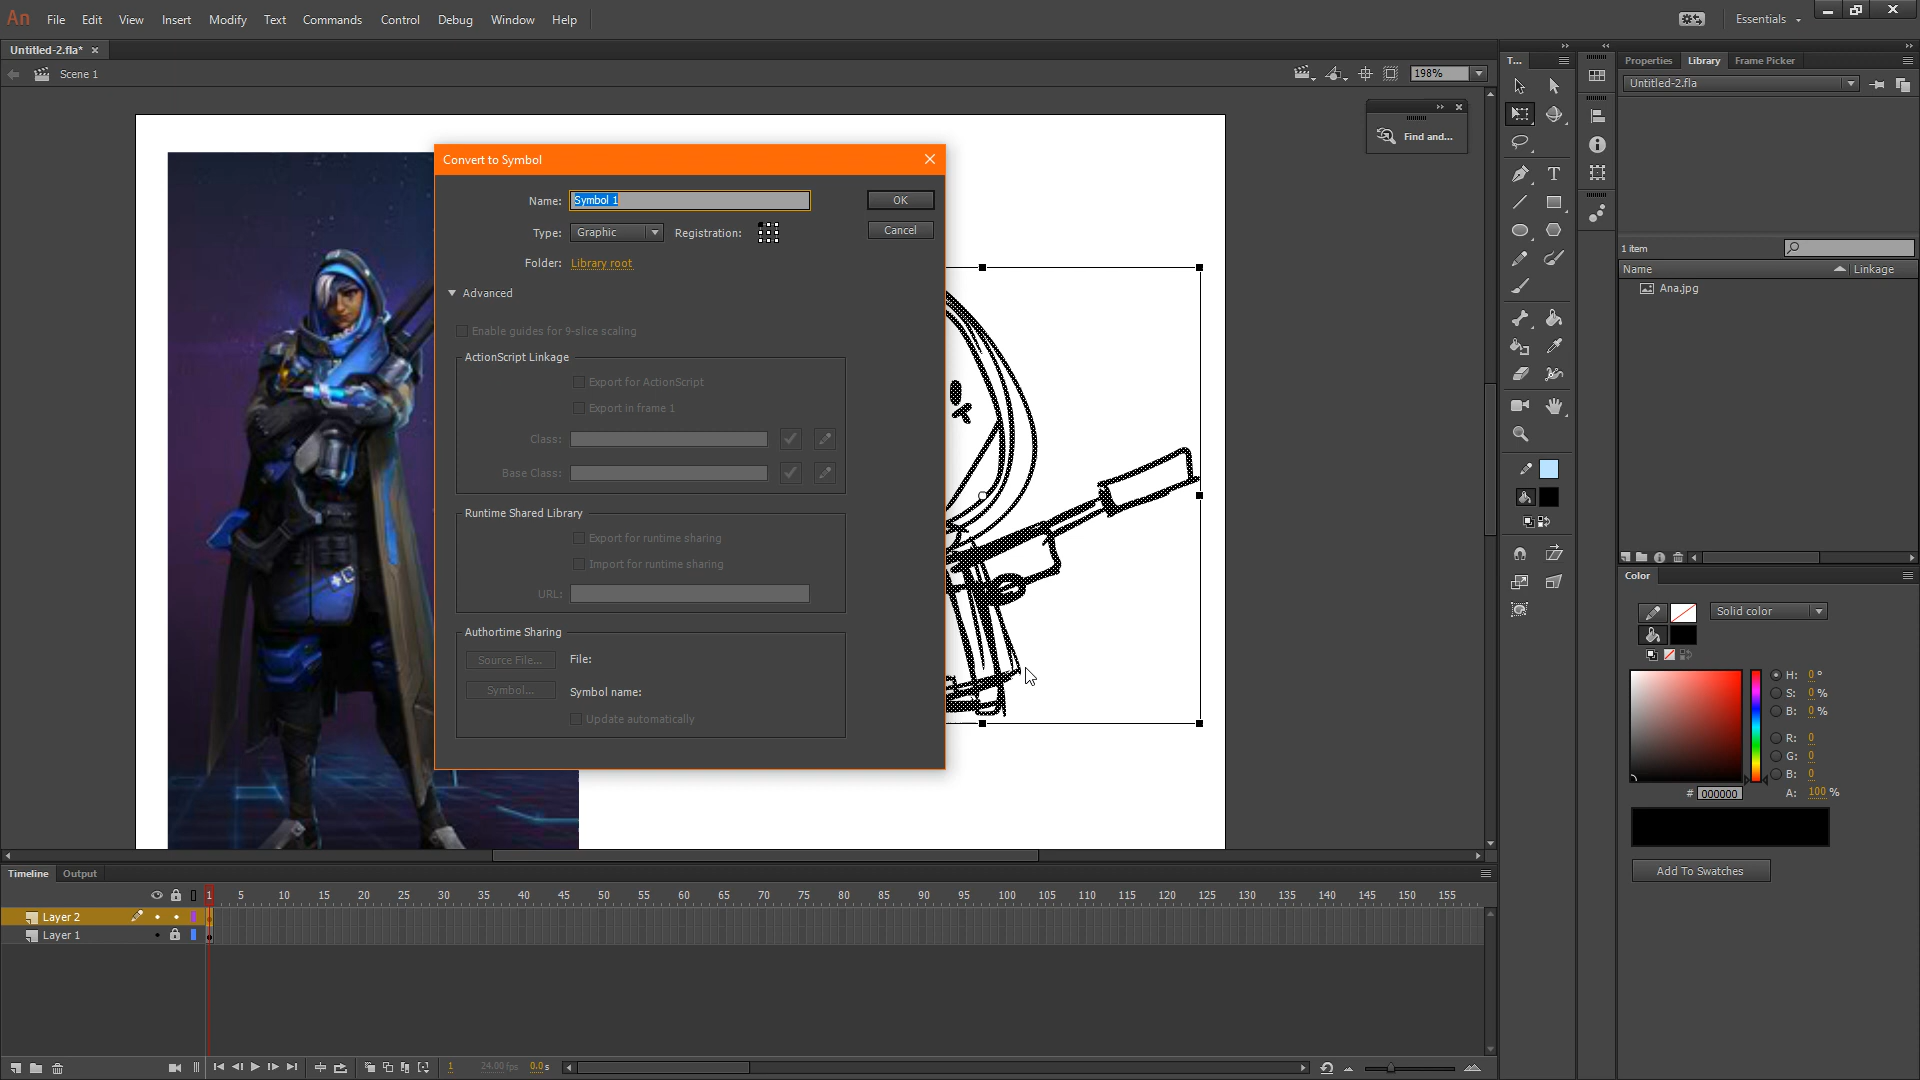 An File Edit View Insert Modify Text Commands Control Debug Window Help Essentials
Untitled-2.fla*
Scene 1
198%
T...
Properties Library Frame Picker
Untitled-2.fla
Find and...
Convert to Symbol
Name: Symbol 1
OK
Type: Graphic Registration:
Cancel
Folder: Library root
Advanced
Enable guides for 9-slice scaling
ActionScript Linkage
Export for ActionScript
Export in frame 1
Class:
Base Class:
Runtime Shared Library
Export for runtime sharing
Import for runtime sharing
URL:
Authortime Sharing
Source File... File:
Symbol... Symbol name:
Update automatically
1 item
Name Linkage
Ana.jpg
Color
Solid color
H: 0 °
S: 0 %
B: 0 %
R: 0
G: 0
B: 0
# 000000 A: 100 %
Add To Swatches
Timeline Output
1 5 10 15 20 25 30 35 40 45 50 55 60 65 70 75 80 85 90 95 100 105 110 115 120 125 130 135 140 145 150 155
Layer 2
Layer 1
1 24.00 fps 0.0 s